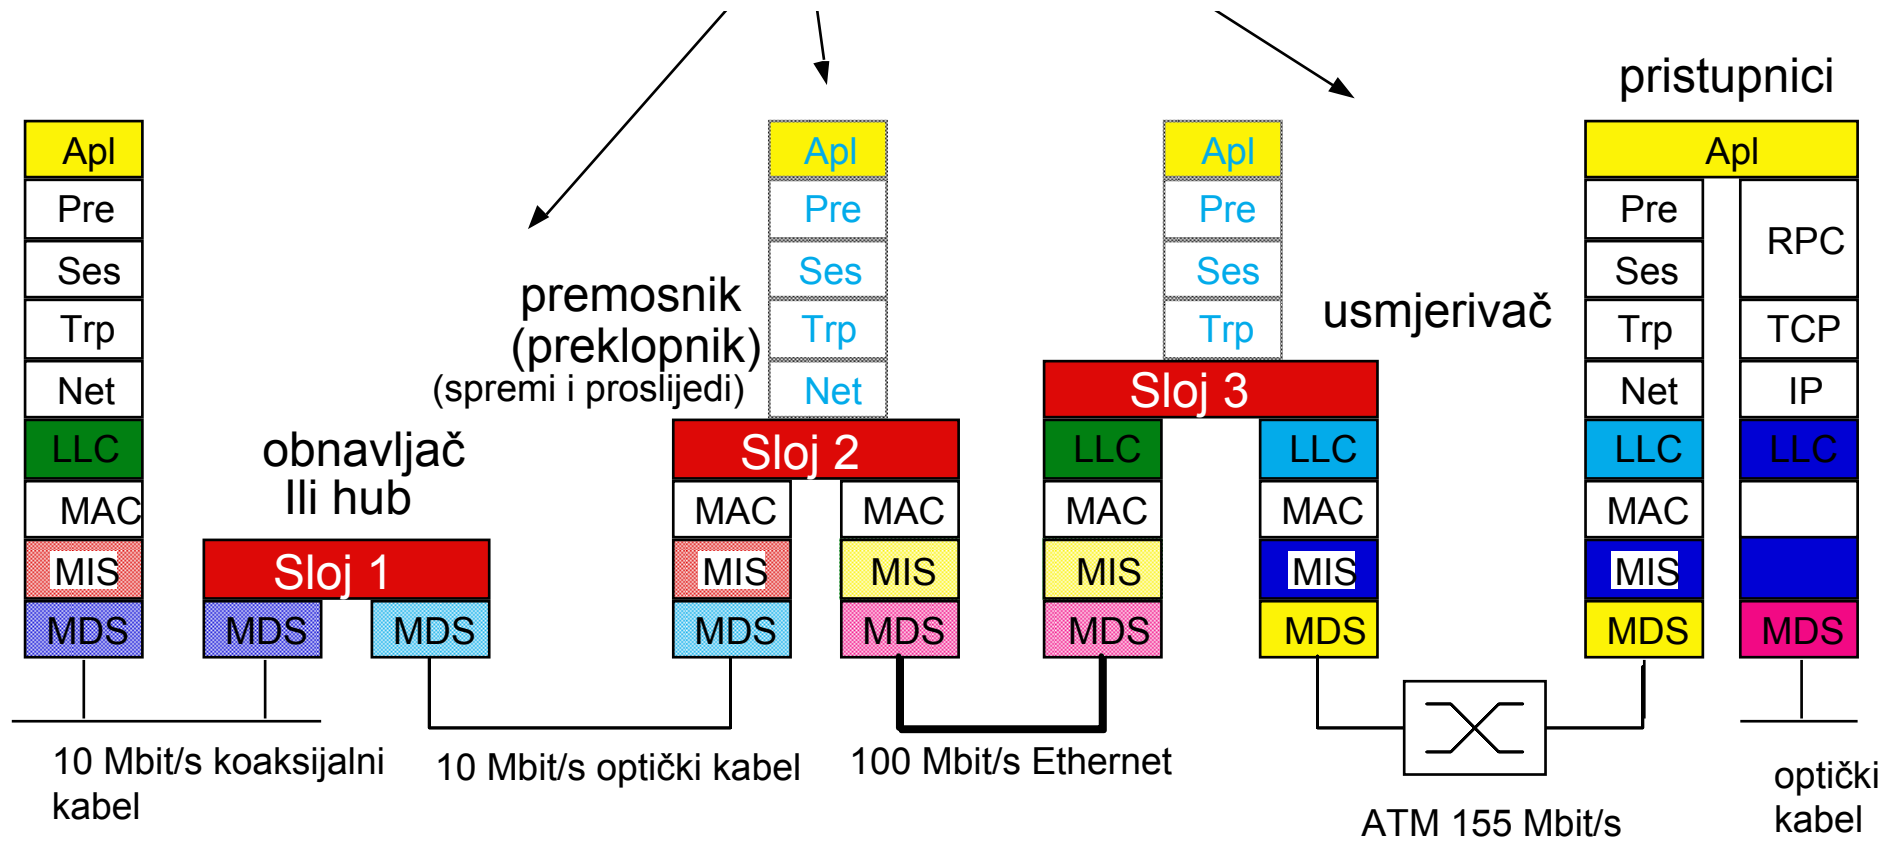 pristupnici
Apl
Pre
Ses
Trp
Net
LLC
MAC
MIS
MDS
obnavljač
Ili hub
Sloj 1
MDS
MDS
premosnik
(preklopnik)
(spremi i proslijedi)
Apl
Pre
Ses
Trp
Net
Sloj 2
MAC
MAC
MIS
MIS
MDS
MDS
Apl
Pre
Ses
Trp
usmjerivač
Sloj 3
LLC
LLC
MAC
MAC
MIS
MIS
MDS
MDS
Apl
Pre
Ses
Trp
Net
LLC
MAC
MIS
MDS
RPC
TCP
IP
LLC
MDS
10 Mbit/s koaksijalni
kabel
10 Mbit/s optički kabel
100 Mbit/s Ethernet
ATM 155 Mbit/s
optički
kabel